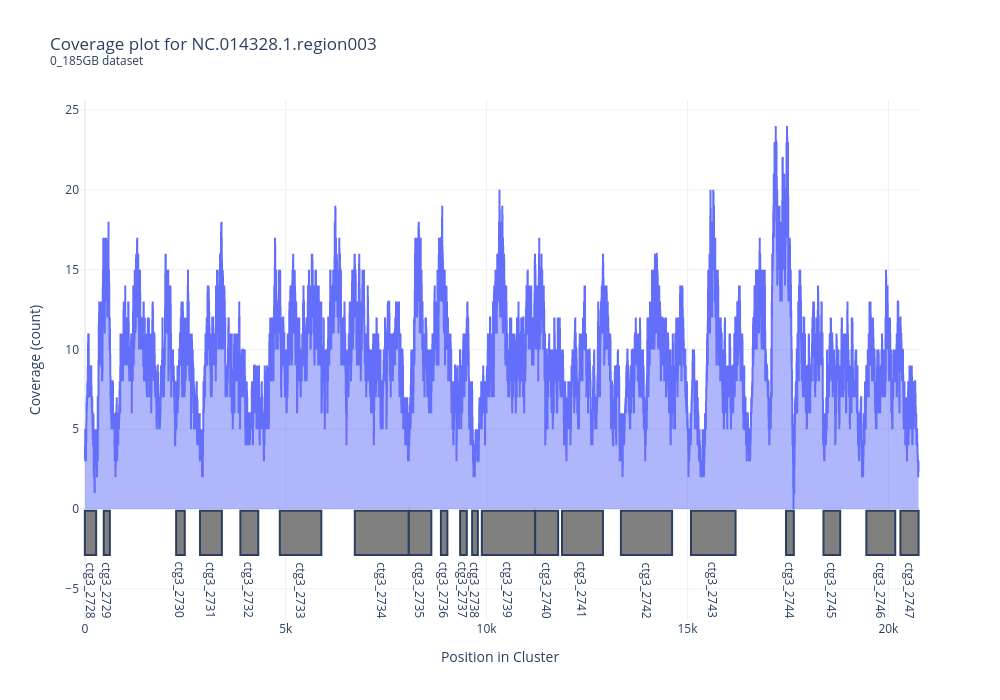 Coverage plot for NC.014328.1.region003
0_185GB dataset
25
20
15
10
5
0
−5
Coverage (count)
ctg3_2728
ctg3_2729
ctg3_2730
ctg3_2731
ctg3_2732
ctg3_2733
ctg3_2734
ctg3_2735
ctg3_2736
ctg3_2737
ctg3_2738
ctg3_2739
ctg3_2740
ctg3_2741
ctg3_2742
ctg3_2743
ctg3_2744
ctg3_2745
ctg3_2746
ctg3_2747
0
5k
10k
15k
20k
Position in Cluster